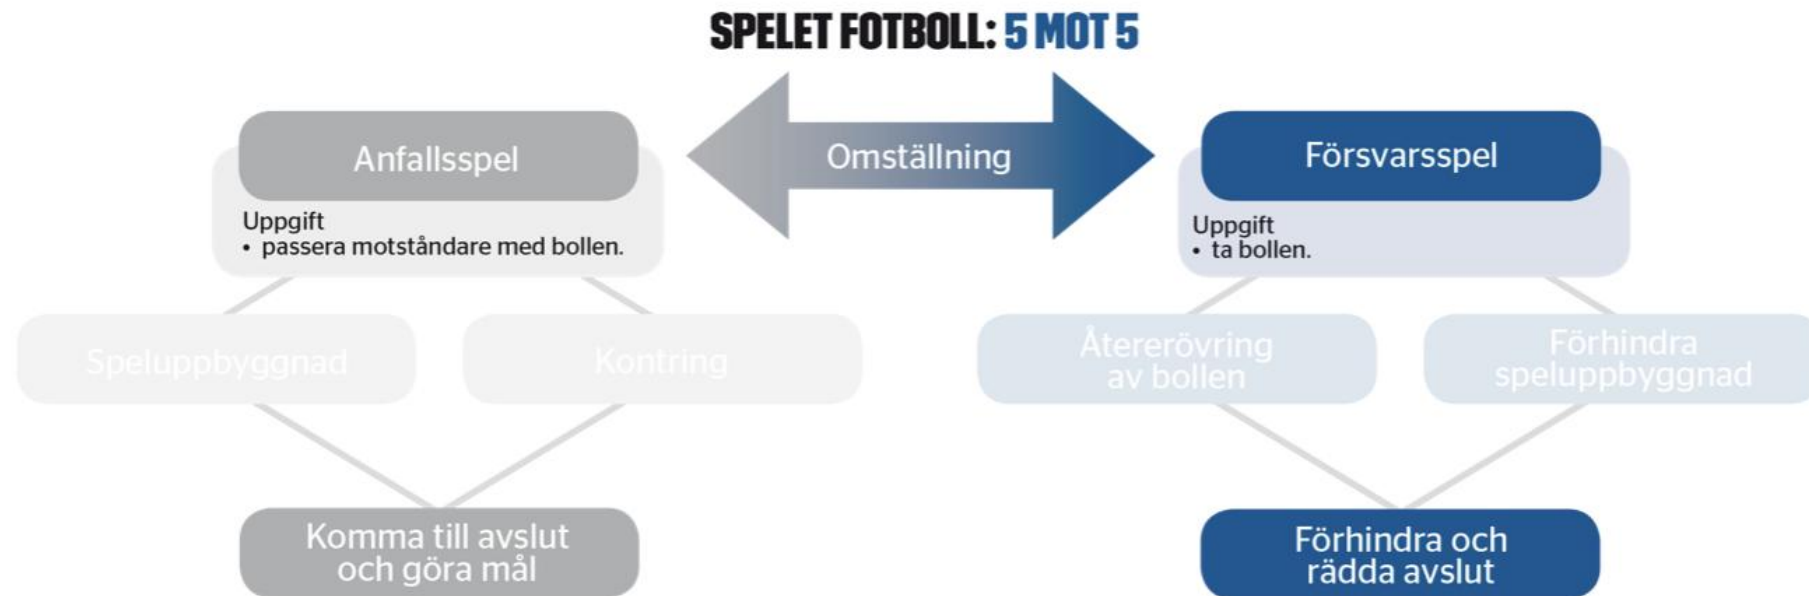 SPELET FOTBOLL: 5 MOT 5
Anfallsspel
Uppgift
• passera motståndare med bollen.
Omställning
Försvarsspel
Uppgift
• ta bollen.
Speluppbyggnad
Kontring
Återerövring
av bollen
Förhindra
speluppbyggnad
Komma till avslut
och göra mål
Förhindra och
rädda avslut